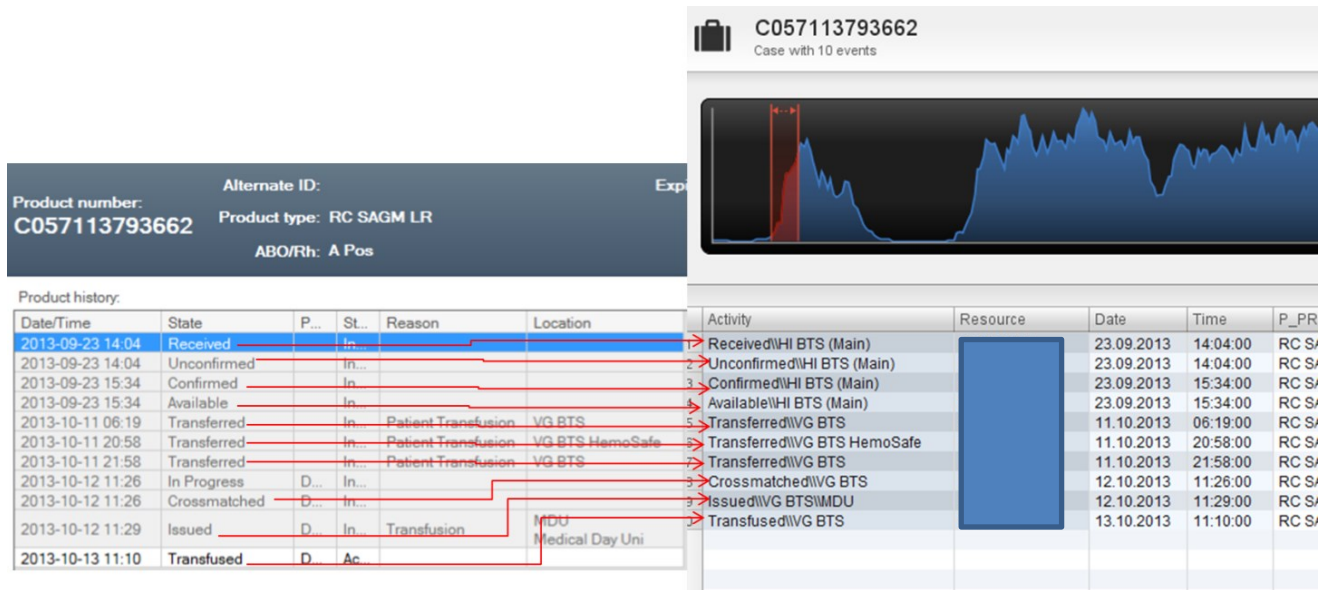 C057113793662
Case with 10 events
Alternate ID:
Product number:
C057113793662
Product type: RC SAGM LR
ABO/Rh: A Pos
Product history:
Date/Time State P... St... Reason Location
2013-09-23 14:04 Received In...
2013-09-23 14:04 Unconfirmed In...
2013-09-23 15:34 Confirmed In...
2013-09-23 15:34 Available In...
2013-10-11 06:19 Transferred In... Patient Transfusion VG BTS
2013-10-11 20:58 Transferred In... Patient Transfusion VG BTS HemoSafe
2013-10-11 21:58 Transferred In... Patient Transfusion VG BTS
2013-10-12 11:26 In Progress D... In...
2013-10-12 11:26 Crossmatched D... In...
2013-10-12 11:29 Issued D... In... Transfusion MDU
Medical Day Uni
2013-10-13 11:10 Transfused D... Ac...
Activity Resource Date Time P_PR
1 Received\\HI BTS (Main) 23.09.2013 14:04:00 RC SA
2 Unconfirmed\\HI BTS (Main) 23.09.2013 14:04:00 RC SA
3 Confirmed\\HI BTS (Main) 23.09.2013 15:34:00 RC SA
Available\\HI BTS (Main) 23.09.2013 15:34:00 RC SA
5 Transferred\\VG BTS 11.10.2013 06:19:00 RC SA
Transferred\\VG BTS HemoSafe 11.10.2013 20:58:00 RC SA
7 Transferred\\VG BTS 11.10.2013 21:58:00 RC SA
Crossmatched\\VG BTS 12.10.2013 11:26:00 RC SA
Issued\\VG BTS\\MDU 12.10.2013 11:29:00 RC SA
Transfused\\VG BTS 13.10.2013 11:10:00 RC SA